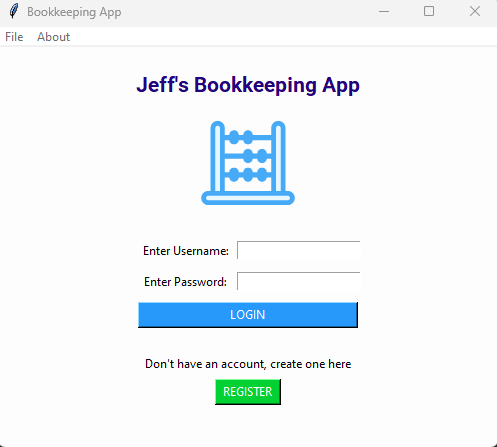 Bookkeeping App
File About
Jeff's Bookkeeping App
Enter Username:
Enter Password:
LOGIN
Don't have an account, create one here
REGISTER